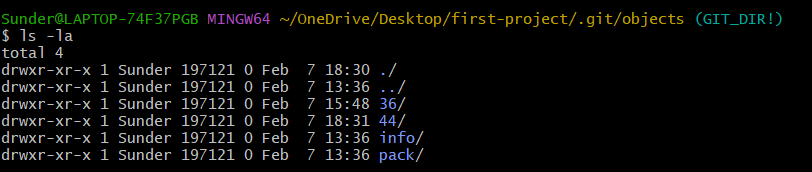 Sunder@LAPTOP-74F37PGB MINGW64 ~/OneDrive/Desktop/first-project/.git/objects (GIT_DIR!)
$ ls -la
total 4
drwxr-xr-x 1 Sunder 197121 0 Feb  7 18:30 ./
drwxr-xr-x 1 Sunder 197121 0 Feb  7 13:36 ../
drwxr-xr-x 1 Sunder 197121 0 Feb  7 15:48 36/
drwxr-xr-x 1 Sunder 197121 0 Feb  7 18:31 44/
drwxr-xr-x 1 Sunder 197121 0 Feb  7 13:36 info/
drwxr-xr-x 1 Sunder 197121 0 Feb  7 13:36 pack/